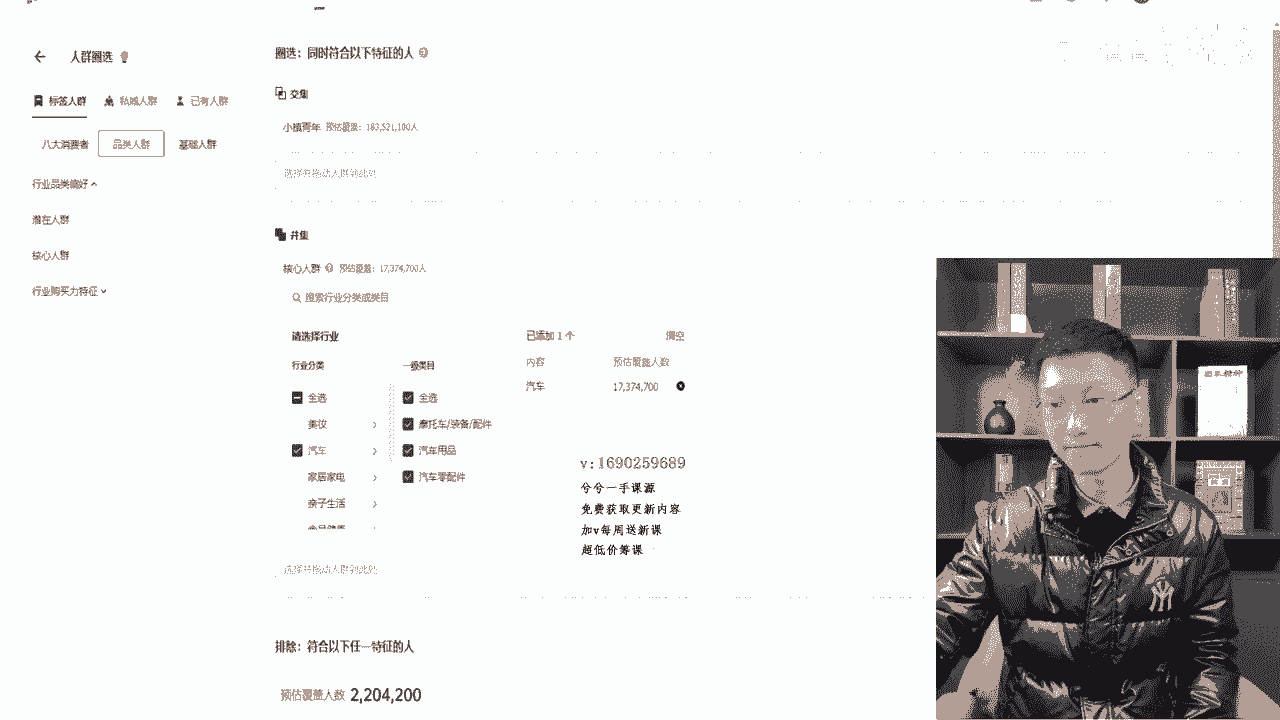 人群圈选
标签人群 私域人群 已有人群
八大消费者 品类人群 基础人群
行业品类偏好
潜在人群
核心人群
行业购买力特征
圈选：同时符合以下特征的人
交集
小镇青年 预估覆盖：183,521,100人
选择并拖动人群到此处
并集
核心人群 预估覆盖：17,374,700人
搜索行业分类或类目
请选择行业
行业分类 一级类目
全选 全选
美妆 摩托车/装备/配件
汽车 汽车用品
家居家电 汽车零配件
亲子生活
已添加 1 个 清空
内容 预估覆盖人数
汽车 17,374,700
v:1690259689
兮兮一手课源
免费获取更新内容
加v每周送新课
超低价筹课
选择并拖动人群到此处
排除：符合以下任一特征的人
预估覆盖人数 2,204,200